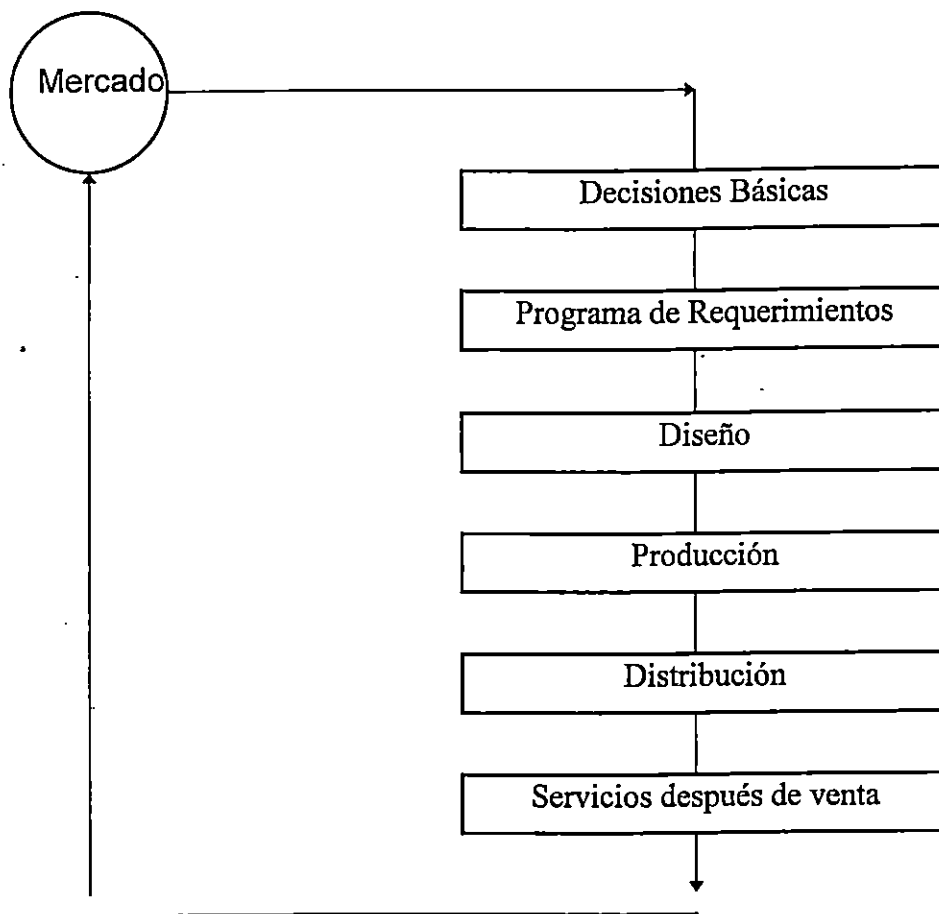 Mercado
Decisiones Básicas
Programa de Requerimientos
Diseño
Producción
Distribución
Servicios después de venta